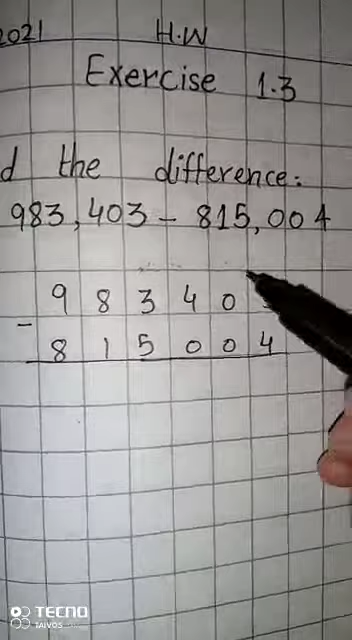 2021 H.W
Exercise 1.3
the difference:
983,403 - 815,004
9 8 3 4 0
- 8 1 5 0 0 4
TECNO
TAIVOS